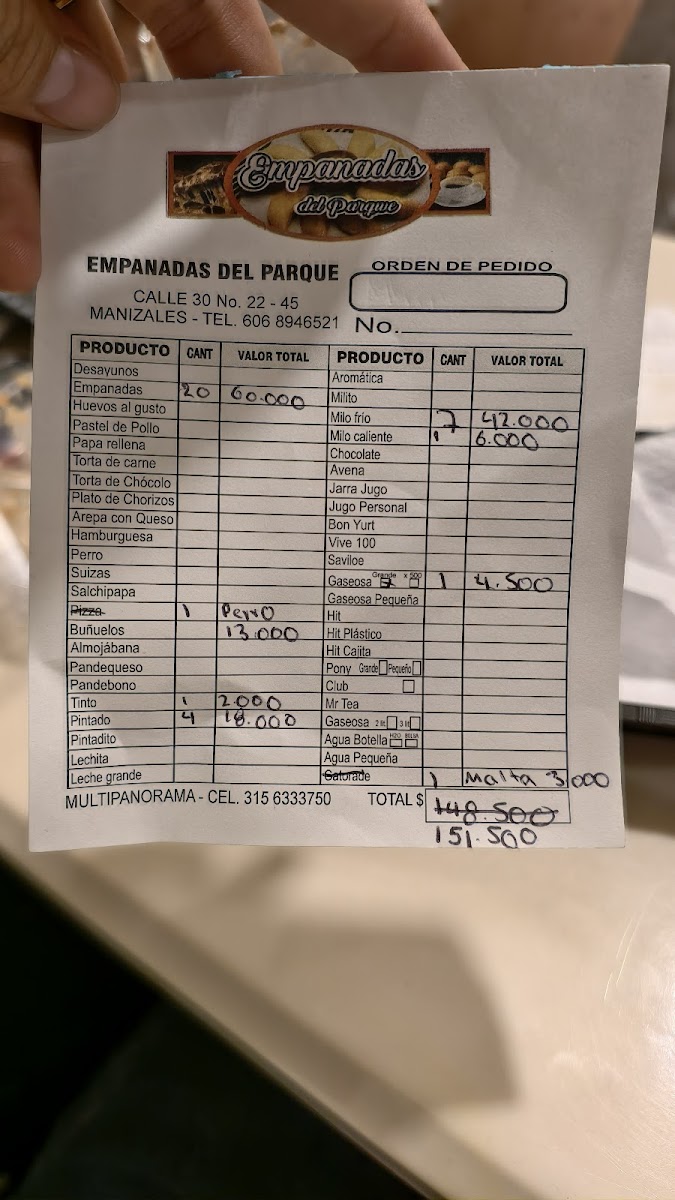 Empanadas
del Parque
EMPANADAS DEL PARQUE
CALLE 30 No. 22 - 45
MANIZALES - TEL. 606 8946521
ORDEN DE PEDIDO
No.
PRODUCTO CANT VALOR TOTAL
Desayunos
Empanadas 20 60.000
Huevos al gusto
Pastel de Pollo
Papa rellena
Torta de carne
Torta de Chócolo
Plato de Chorizos
Arepa con Queso
Hamburguesa
Perro
Suizas
Salchipapa
Pizza 1 Perro
Buñuelos 13.000
Almojábana
Pandequeso
Pandebono
Tinto 1 2.000
Pintado 4 18.000
Pintadito
Lechita
Leche grande
PRODUCTO CANT VALOR TOTAL
Aromática
Milito
Milo frío 7 42.000
Milo caliente 1 6.000
Chocolate
Avena
Jarra Jugo
Jugo Personal
Bon Yurt
Vive 100
Saviloe
Gaseosa Grande x 500 1 4.500
Gaseosa Pequeña
Hit
Hit Plástico
Hit Cajita
Pony Grande Pequeño
Club
Mr Tea
Gaseosa 2 lt 3 lt
Agua Botella H2O BOLSA
Agua Pequeña
Gatorade 1 Malta 3.000
MULTIPANORAMA - CEL. 315 6333750
TOTAL $ 148.500
151.500